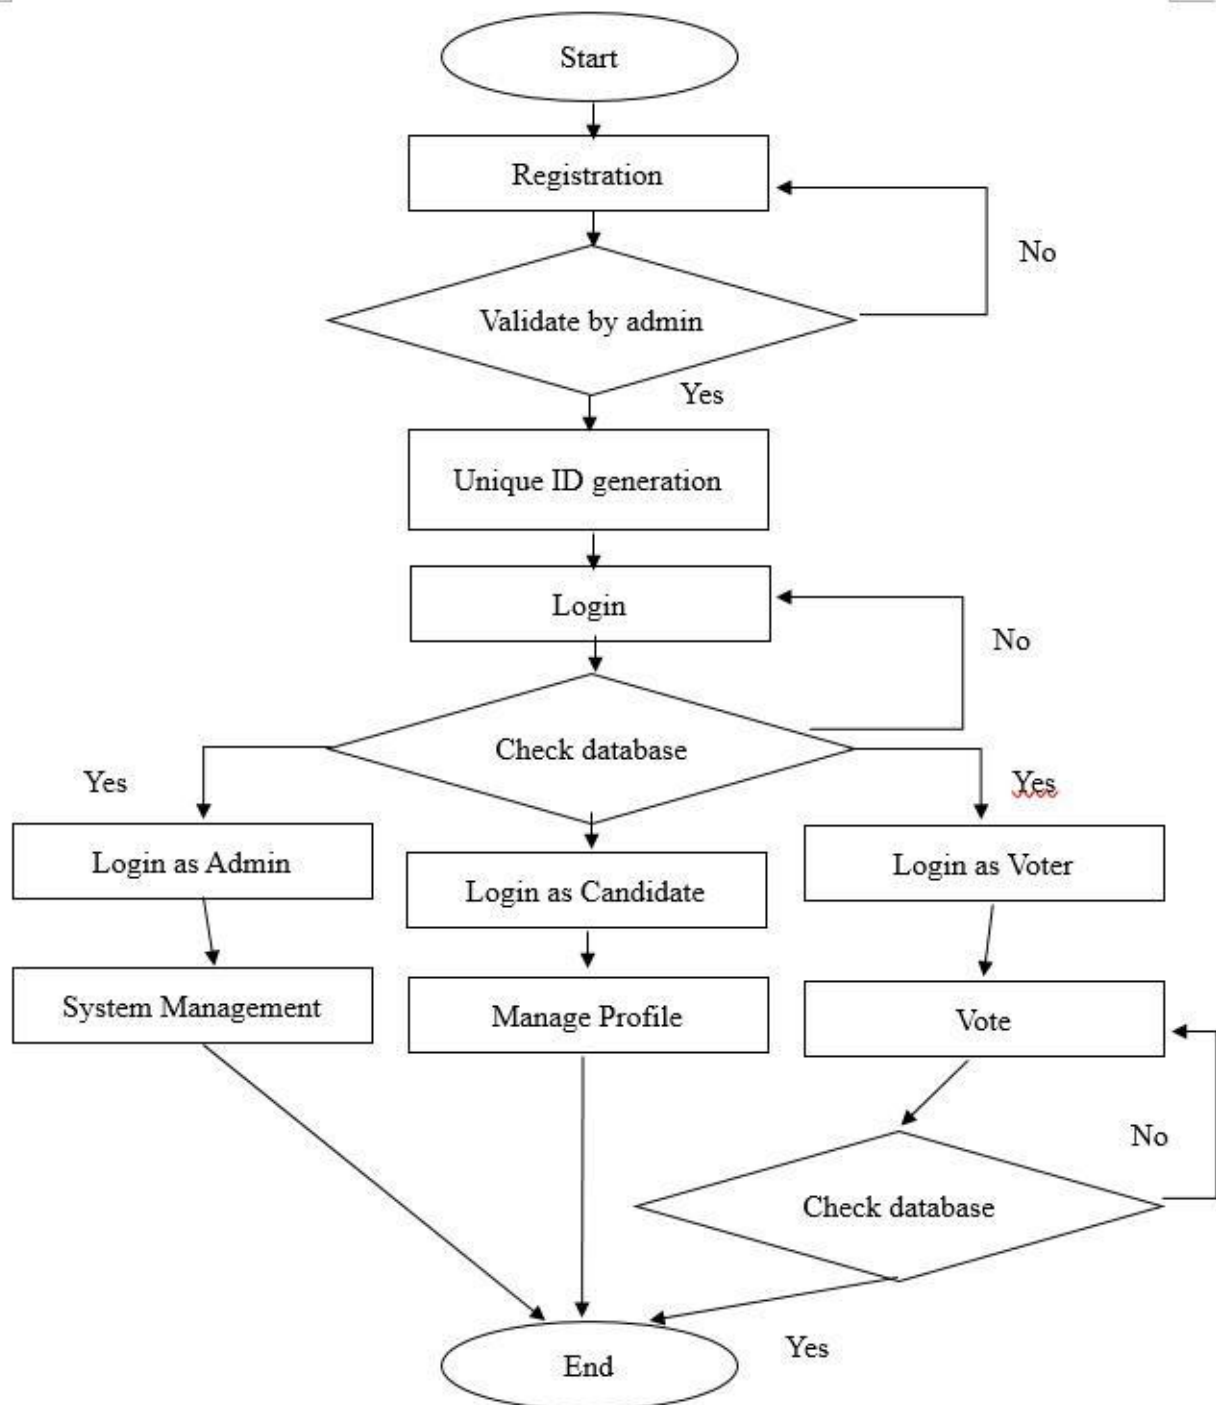 Start
Registration
No
Validate by admin
Yes
Unique ID generation
Login
No
Check database
Yes
Yes
Login as Admin
Login as Candidate
Login as Voter
System Management
Manage Profile
Vote
No
Check database
Yes
End